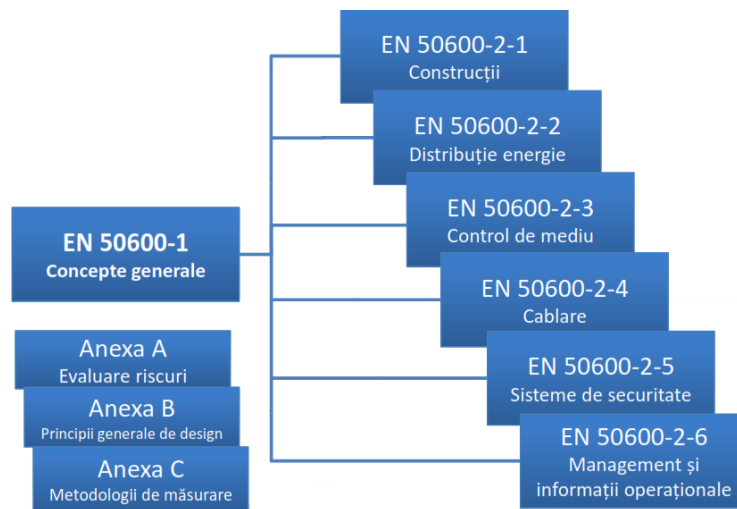 EN 50600-2-1
Construcții
EN 50600-2-2
Distribuție energie
EN 50600-2-3
Control de mediu
EN 50600-1
Concepte generale
EN 50600-2-4
Cablare
Anexa A
Evaluare riscuri
EN 50600-2-5
Sisteme de securitate
Anexa B
Principii generale de design
EN 50600-2-6
Management și
informații operaționale
Anexa C
Metodologii de măsurare